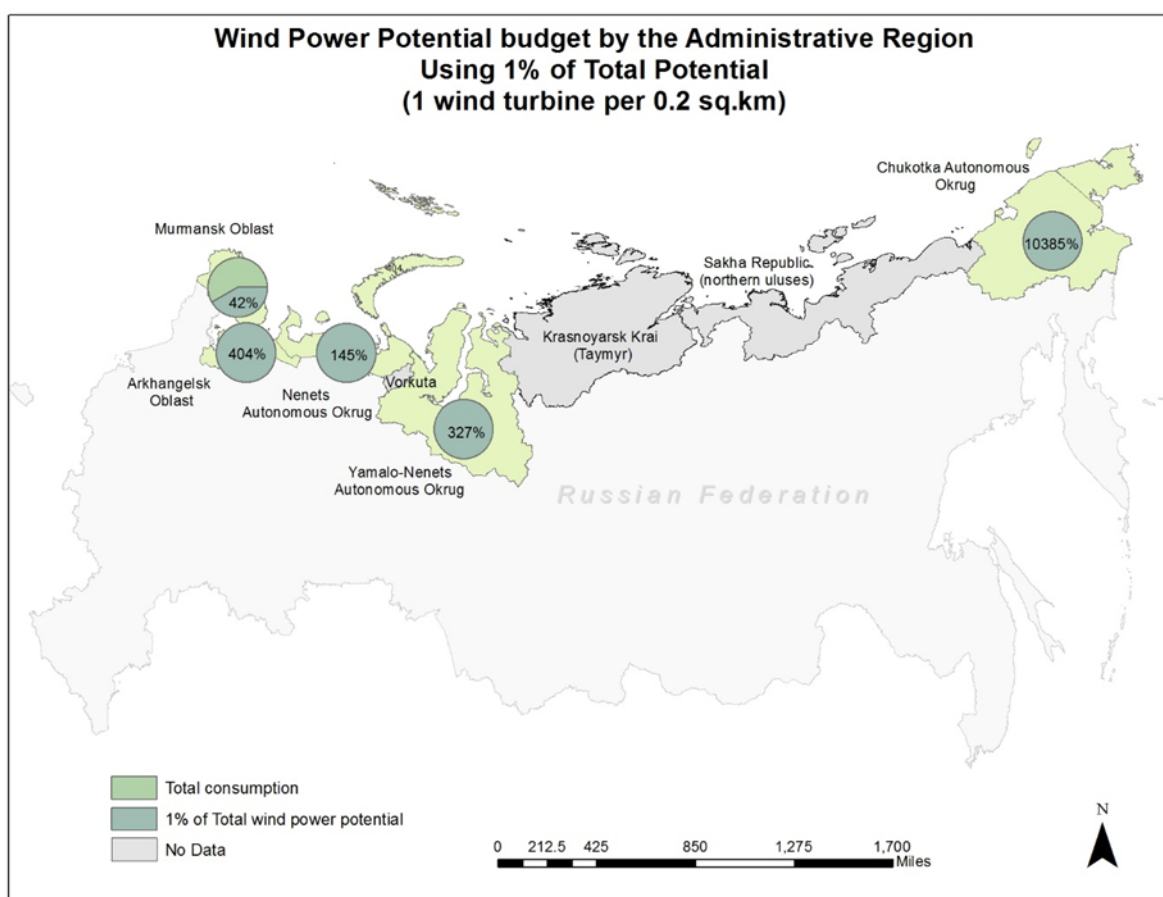 Wind Power Potential budget by the Administrative Region
Using 1% of Total Potential
(1 wind turbine per 0.2 sq.km)
Chukotka Autonomous
Okrug
10385%
Murmansk Oblast
42%
Sakha Republic
(northern uluses)
Krasnoyarsk Krai
(Taymyr)
404%
145%
Arkhangelsk
Oblast
Nenets
Autonomous Okrug
Vorkuta
327%
Yamalo-Nenets
Autonomous Okrug
Russian Federation
Total consumption
1% of Total wind power potential
No Data
0 212.5 425 850 1,275 1,700
Miles
N